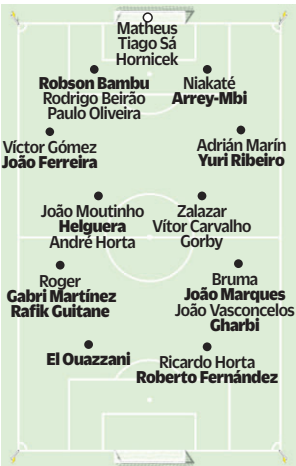 Matheus
Tiago Sá
Hornicek
Robson Bambu
Rodrigo Beirão
Paulo Oliveira
Niakaté
Arrey-Mbi
Víctor Gómez
João Ferreira
Adrián Marín
Yuri Ribeiro
João Moutinho
Helguera
André Horta
Zalazar
Vítor Carvalho
Gorby
Roger
Gabri Martínez
Rafik Guitane
Bruma
João Marques
João Vasconcelos
Gharbi
El Ouazzani
Ricardo Horta
Roberto Fernández